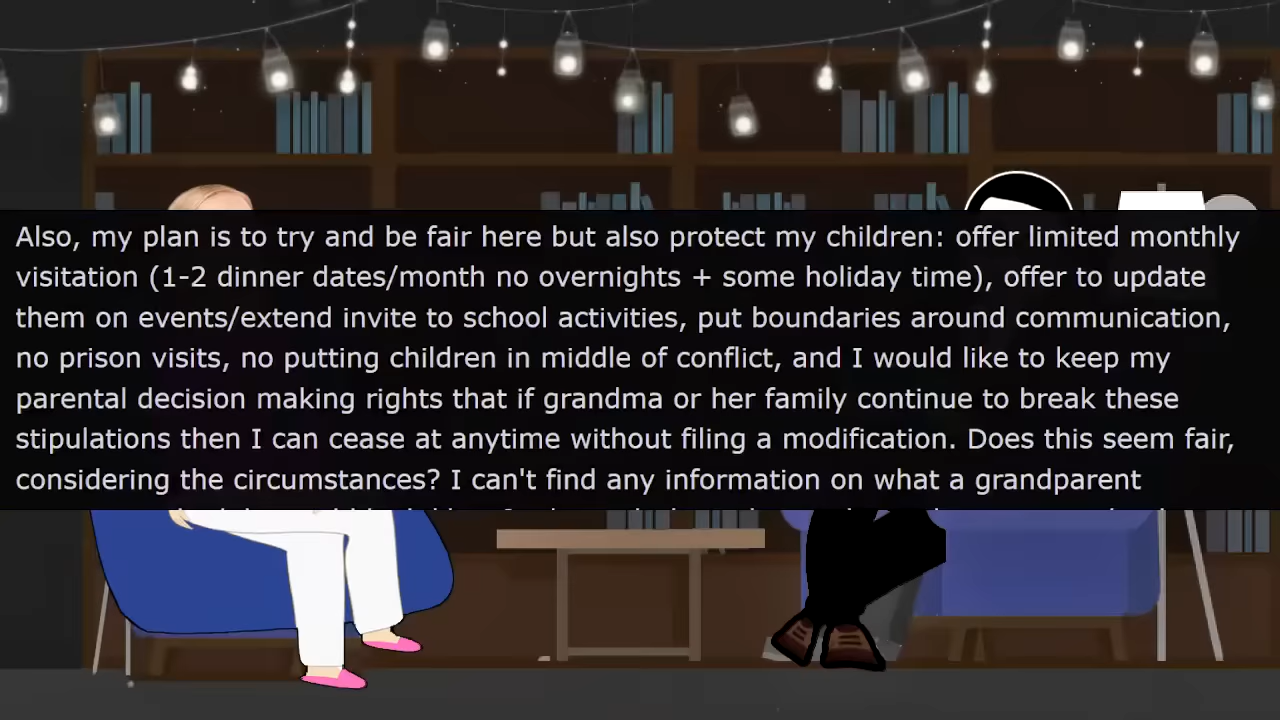 Also, my plan is to try and be fair here but also protect my children: offer limited monthly
visitation (1-2 dinner dates/month no overnights + some holiday time), offer to update
them on events/extend invite to school activities, put boundaries around communication,
no prison visits, no putting children in middle of conflict, and I would like to keep my
parental decision making rights that if grandma or her family continue to break these
stipulations then I can cease at anytime without filing a modification. Does this seem fair,
considering the circumstances? I can't find any information on what a grandparent